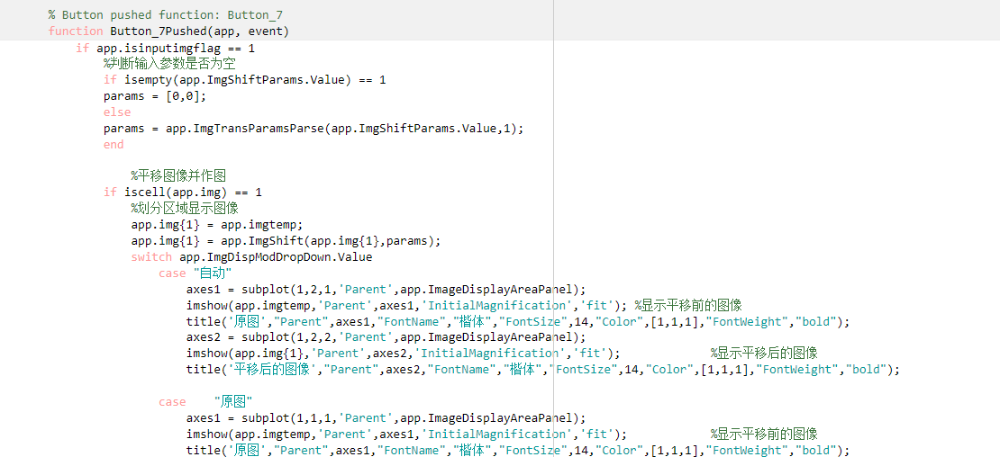 % Button pushed function: Button_7
function Button_7Pushed(app, event)
if app.isinputimgflag == 1
%判断输入参数是否为空
if isempty(app.ImgShiftParams.Value) == 1
params = [0,0];
else
params = app.ImgTransParamsParse(app.ImgShiftParams.Value,1);
end
%平移图像并作图
if iscell(app.img) == 1
%划分区域显示图像
app.img{1} = app.imgtemp;
app.img{1} = app.ImgShift(app.img{1},params);
switch app.ImgDispModDropDown.Value
case "自动"
axes1 = subplot(1,2,1,'Parent',app.ImageDisplayAreaPanel);
imshow(app.imgtemp,'Parent',axes1,'InitialMagnification','fit'); %显示平移前的图像
title('原图',"Parent",axes1,"FontName","楷体","FontSize",14,"Color",[1,1,1],"FontWeight","bold");
axes2 = subplot(1,2,2,'Parent',app.ImageDisplayAreaPanel);
imshow(app.img{1},'Parent',axes2,'InitialMagnification','fit'); %显示平移后的图像
title('平移后的图像',"Parent",axes2,"FontName","楷体","FontSize",14,"Color",[1,1,1],"FontWeight","bold");
case "原图"
axes1 = subplot(1,1,1,'Parent',app.ImageDisplayAreaPanel);
imshow(app.imgtemp,'Parent',axes1,'InitialMagnification','fit'); %显示平移前的图像
title('原图',"Parent",axes1,"FontName","楷体","FontSize",14,"Color",[1,1,1],"FontWeight","bold");